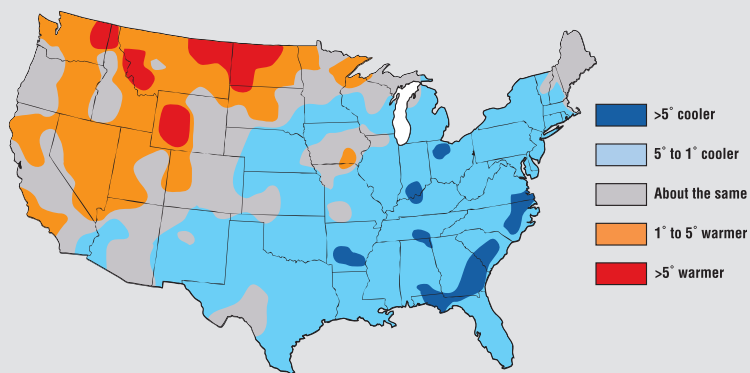 >5° cooler
5° to 1° cooler
About the same
1° to 5° warmer
>5° warmer